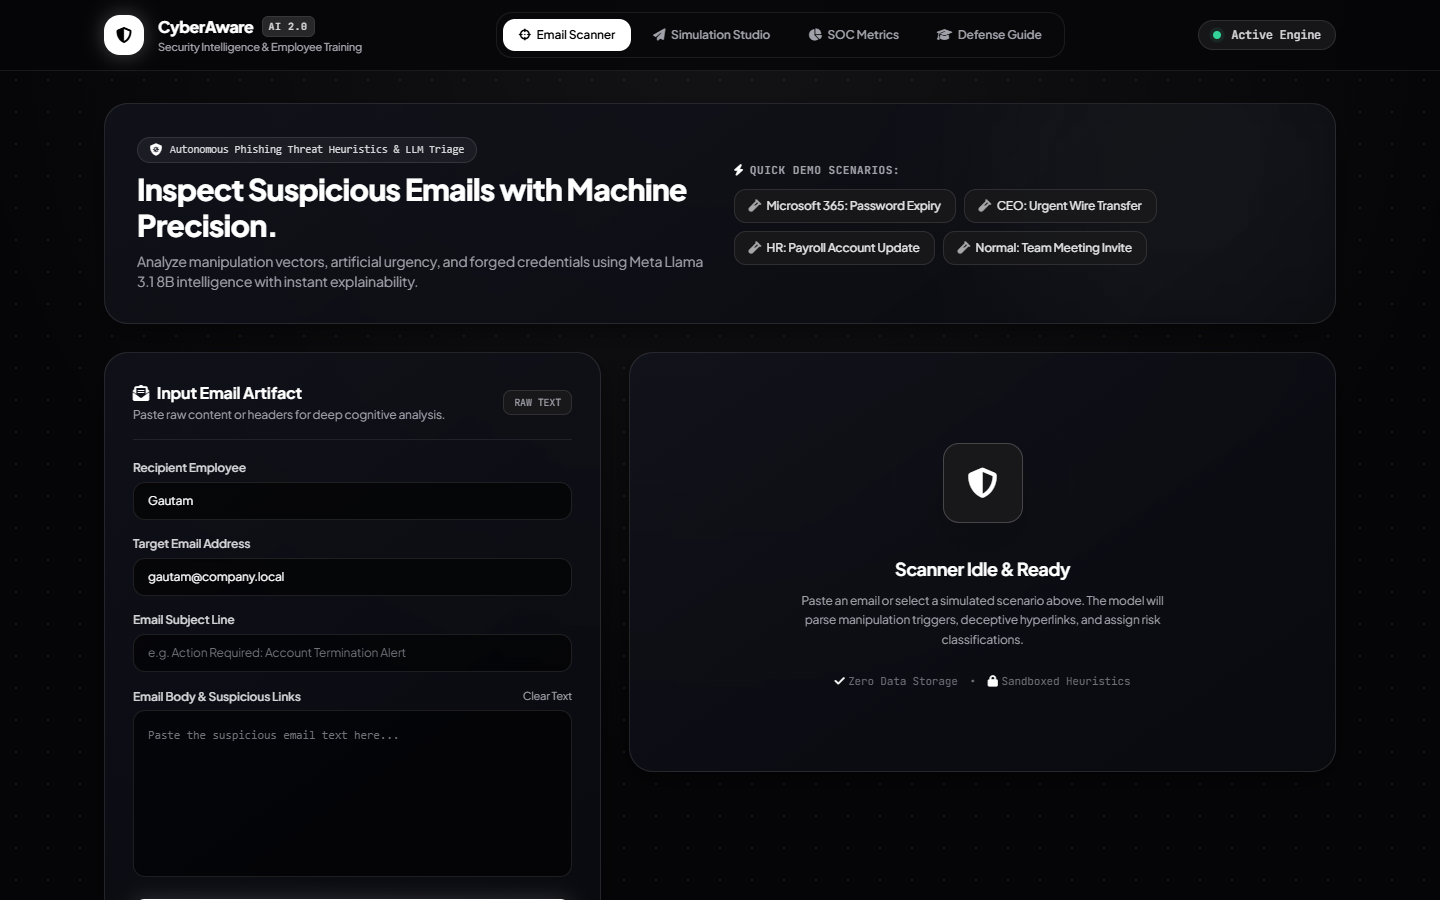 CyberAware AI 2.0
Security Intelligence & Employee Training
Email Scanner
Simulation Studio
SOC Metrics
Defense Guide
Active Engine
Autonomous Phishing Threat Heuristics & LLM Triage
Inspect Suspicious Emails with Machine
Precision.
Analyze manipulation vectors, artificial urgency, and forged credentials using Meta Llama
3.1 8B intelligence with instant explainability.
QUICK DEMO SCENARIOS:
Microsoft 365: Password Expiry
CEO: Urgent Wire Transfer
HR: Payroll Account Update
Normal: Team Meeting Invite
Input Email Artifact
Paste raw content or headers for deep cognitive analysis.
RAW TEXT
Recipient Employee
Gautam
Target Email Address
gautam@company.local
Email Subject Line
e.g. Action Required: Account Termination Alert
Email Body & Suspicious Links
Clear Text
Paste the suspicious email text here...
Scanner Idle & Ready
Paste an email or select a simulated scenario above. The model will
parse manipulation triggers, deceptive hyperlinks, and assign risk
classifications.
Zero Data Storage • Sandboxed Heuristics